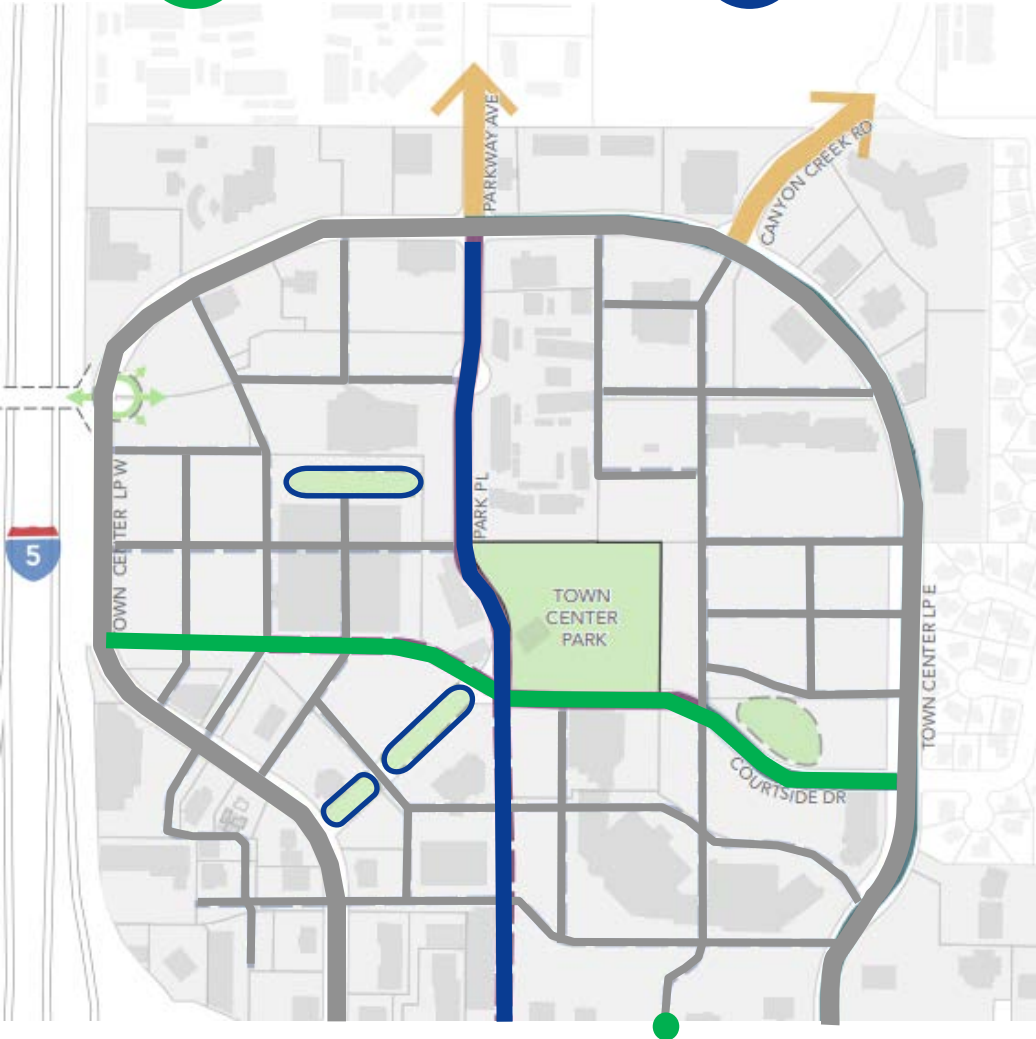 PARKWAY AVE
CANYON CREEK RD
TOWN CENTER LP W
PARK PL
5
TOWN
CENTER
PARK
TOWN CENTER LP E
COURTSIDE DR